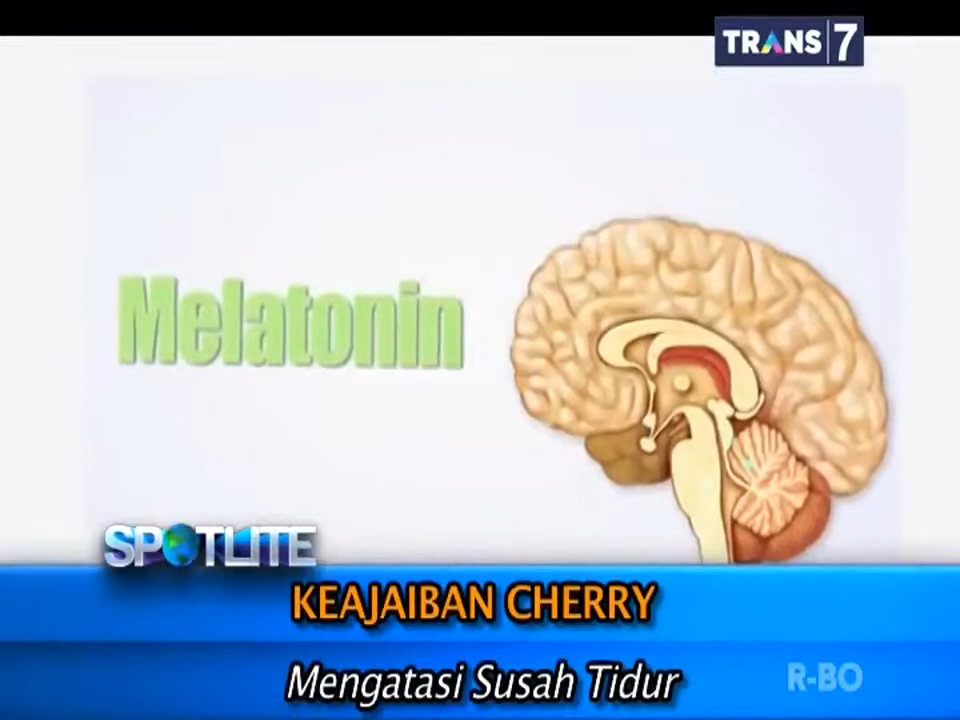 TRANS 7
Melatonin
SPOTLITE
KEAJAIBAN CHERRY
Mengatasi Susah Tidur
R-BO